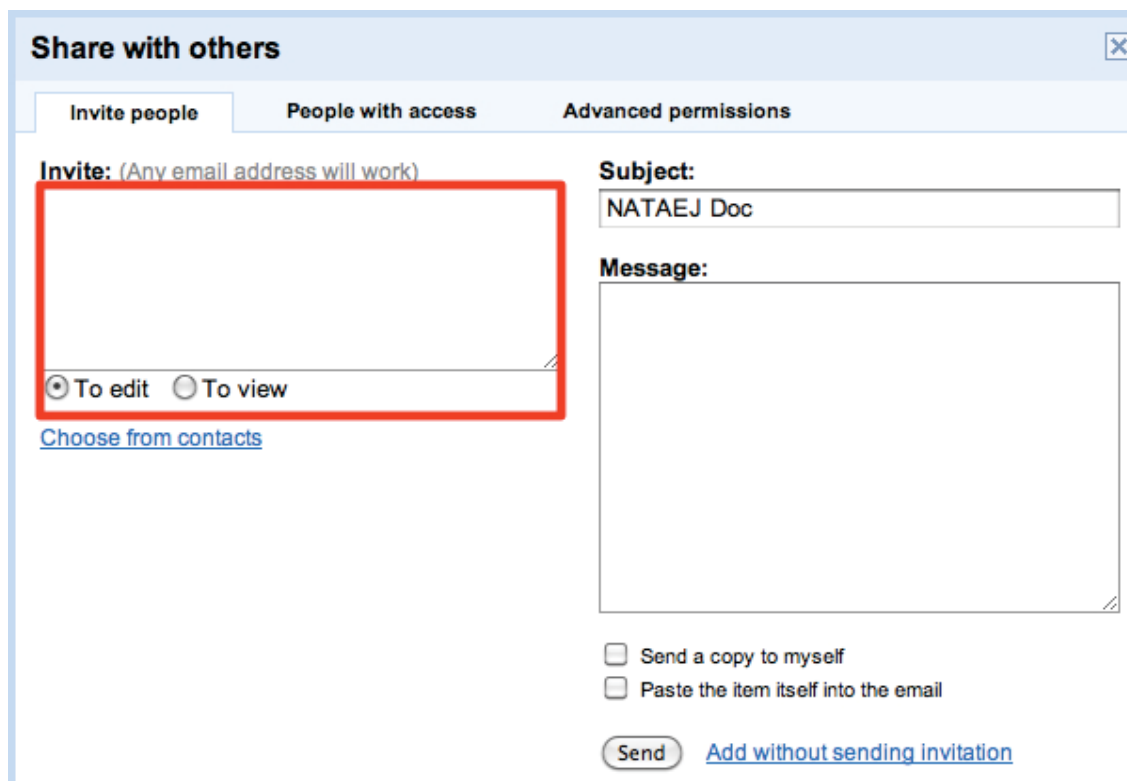 Share with others
Invite people
People with access
Advanced permissions
Invite: (Any email address will work)
To edit
To view
Choose from contacts
Subject:
NATAEJ Doc
Message:
Send a copy to myself
Paste the item itself into the email
Send
Add without sending invitation